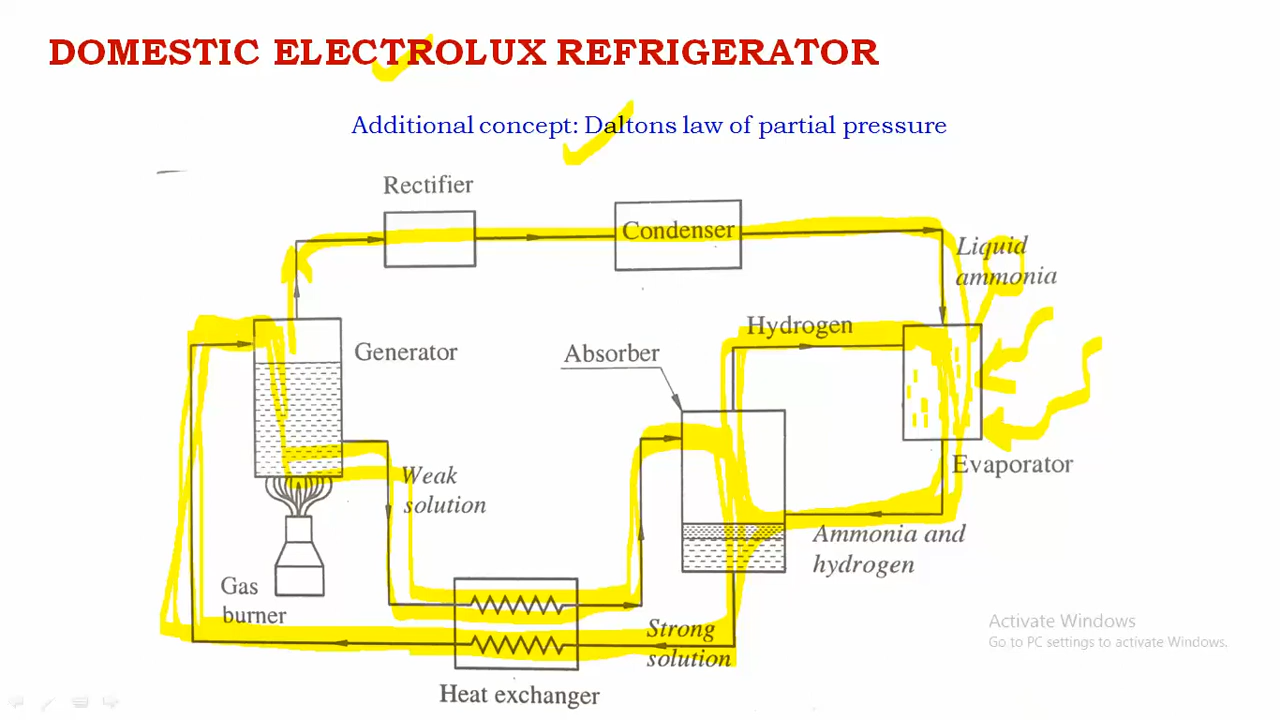 DOMESTIC ELECTROLUX REFRIGERATOR
Additional concept: Daltons law of partial pressure
Rectifier
Condenser
Liquid
ammonia
Hydrogen
Generator
Absorber
Evaporator
Weak
solution
Ammonia and
hydrogen
Gas
burner
Strong
solution
Heat exchanger
Activate Windows
Go to PC settings to activate Windows.